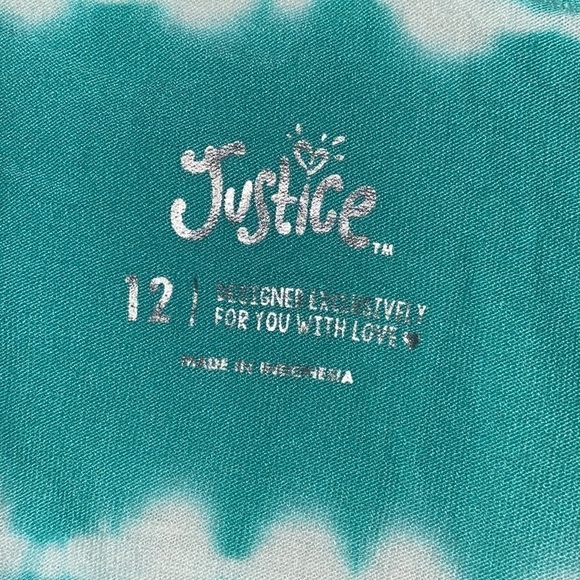 Justice™
12 | DESIGNED EXCLUSIVELY
FOR YOU WITH LOVE
MADE IN INDONESIA